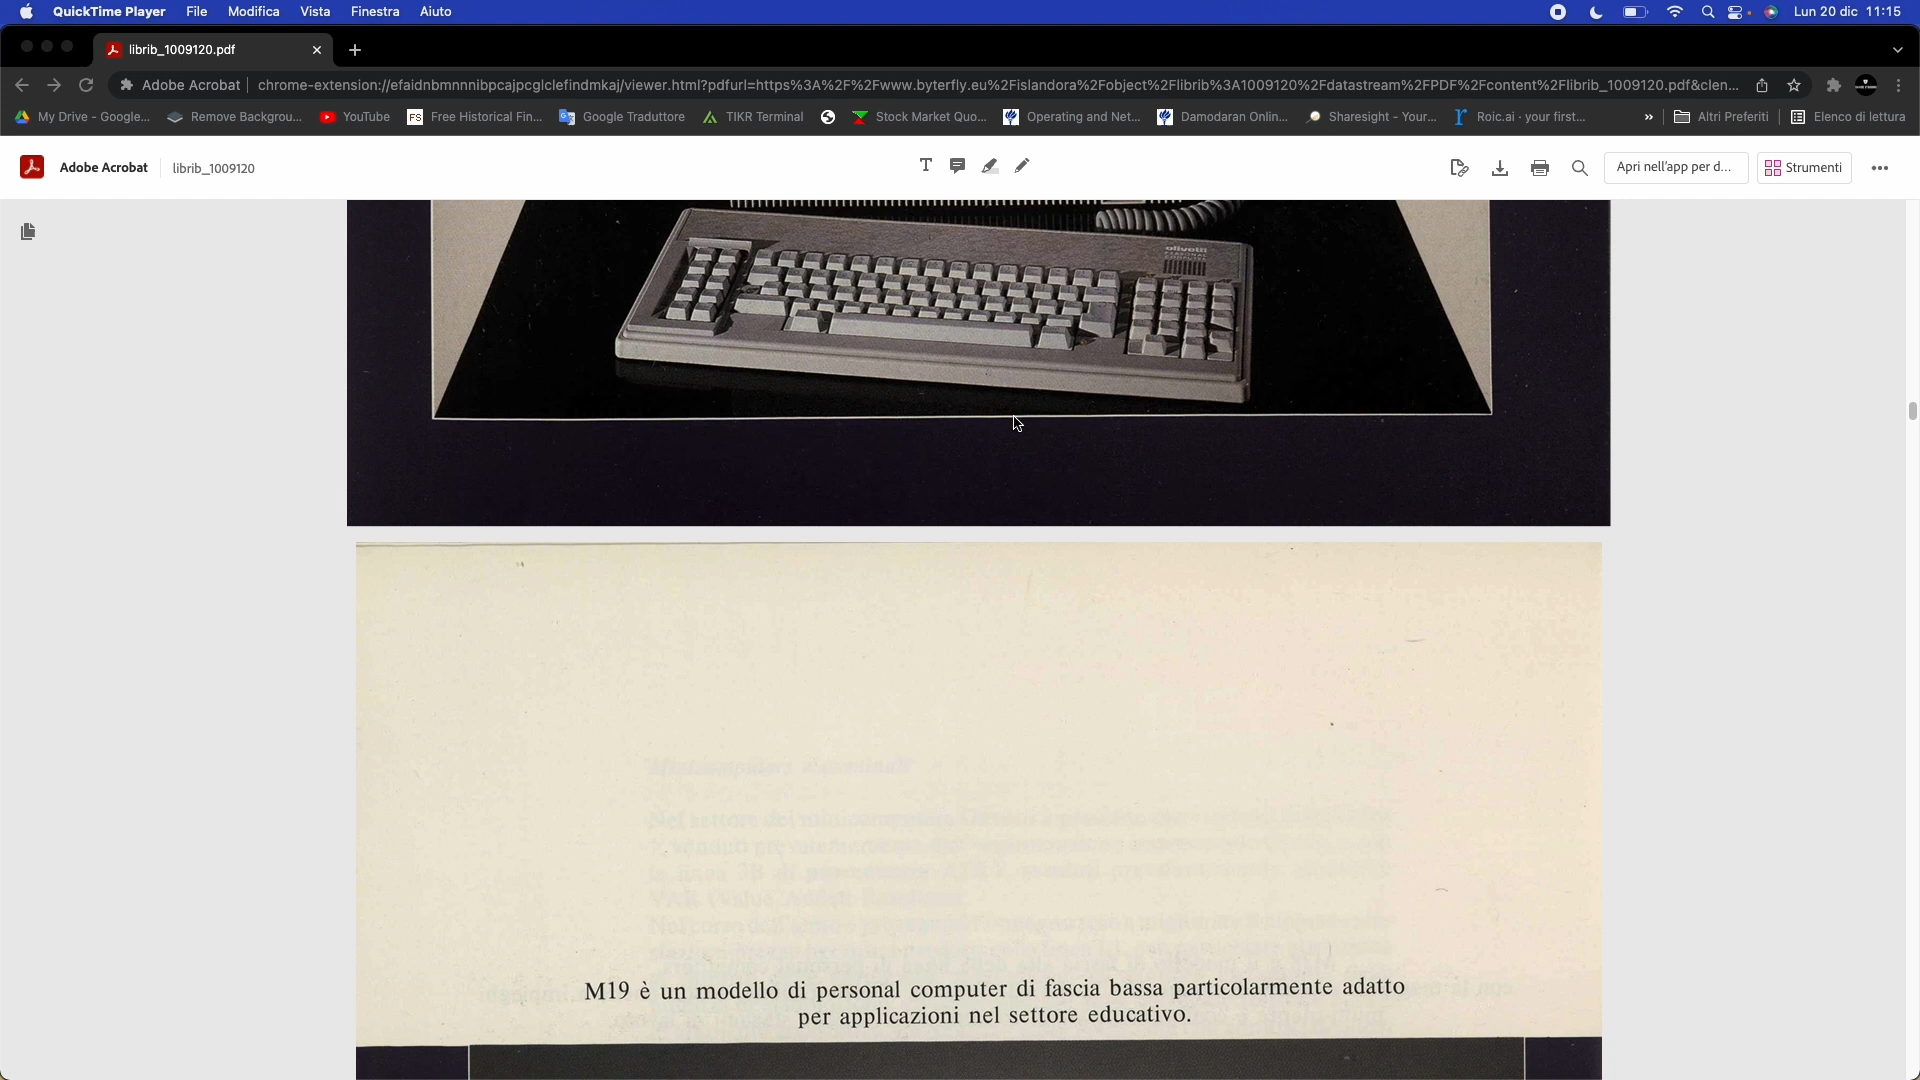 QuickTime Player File Modifica Vista Finestra Aiuto Lun 20 dic 11:15
librib_1009120.pdf
Adobe Acrobat chrome-extension://efaidnbmnnnibpcajpcglclefindmkaj/viewer.html?pdfurl=https%3A%2F%2Fwww.byterfly.eu%2Fislandora%2Fobject%2Flibrib%3A1009120%2Fdatastream%2FPDF%2Fcontent%2Flibrib_1009120.pdf&clen...
My Drive - Google... Remove Backgrou... YouTube FS Free Historical Fin... Google Traduttore TIKR Terminal Stock Market Quo... Operating and Net... Damodaran Onlin... Sharesight - Your... Roic.ai - your first... » Altri Preferiti Elenco di lettura
Adobe Acrobat librib_1009120 Apri nell'app per d... Strumenti
olivetti
PERSONAL
COMPUTER
M19 è un modello di personal computer di fascia bassa particolarmente adatto
per applicazioni nel settore educativo.